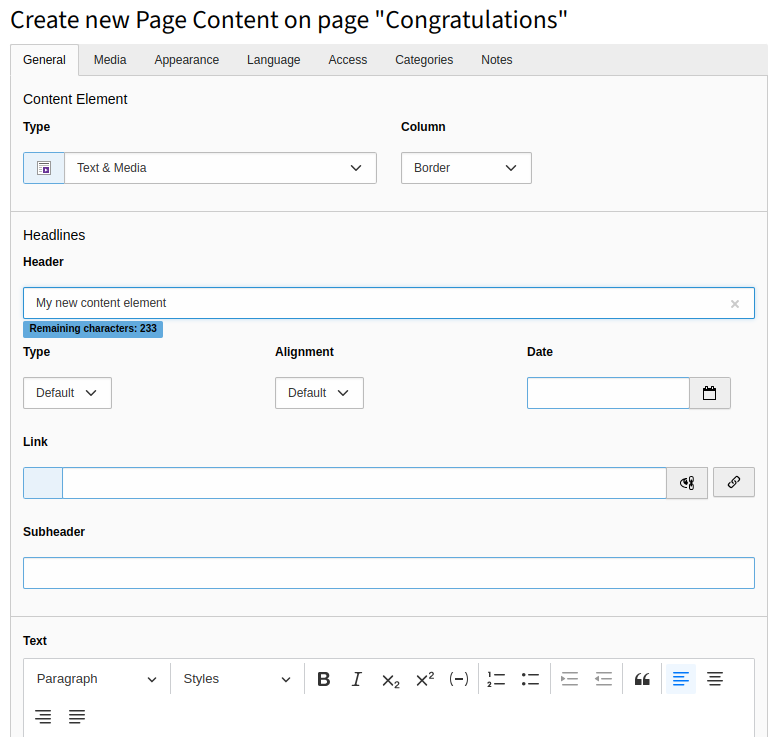 Create new Page Content on page "Congratulations"
General Media Appearance Language Access Categories Notes
Content Element
Type Column
Text & Media Border
Headlines
Header
My new content element
Remaining characters: 233
Type Alignment Date
Default Default
Link
Subheader
Text
Paragraph Styles B I X2 X2 (−)